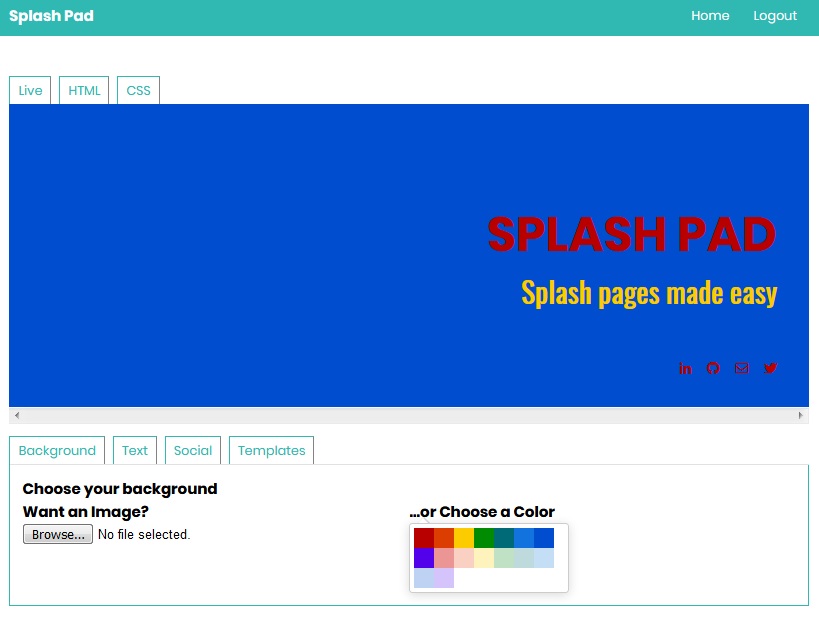 Splash Pad Home Logout
Live HTML CSS
SPLASH PAD
Splash pages made easy
Background Text Social Templates
Choose your background
Want an Image? ...or Choose a Color
Browse... No file selected.